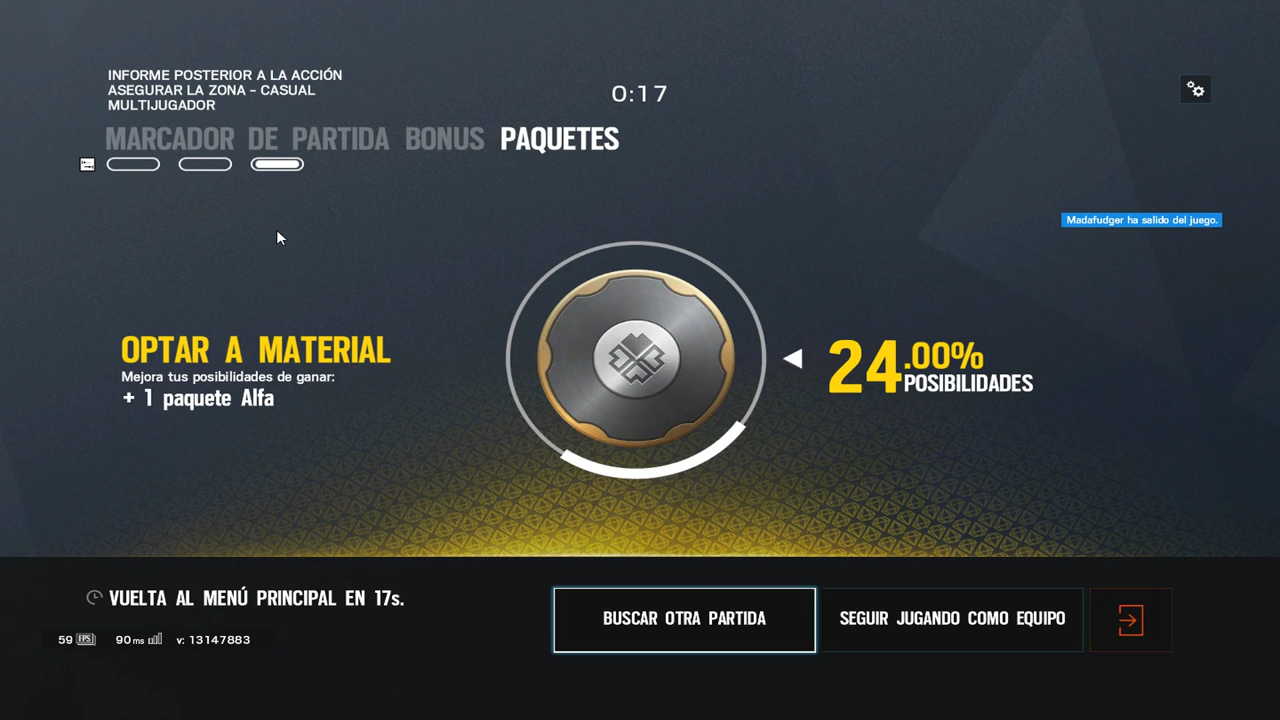 INFORME POSTERIOR A LA ACCIÓN
ASEGURAR LA ZONA - CASUAL
MULTIJUGADOR
0:17
MARCADOR DE PARTIDA BONUS PAQUETES
Madafudger ha salido del juego.
OPTAR A MATERIAL
Mejora tus posibilidades de ganar:
+ 1 paquete Alfa
24.00%
POSIBILIDADES
VUELTA AL MENÚ PRINCIPAL EN 17s.
BUSCAR OTRA PARTIDA
SEGUIR JUGANDO COMO EQUIPO
59 FPS 90 ms v: 13147883